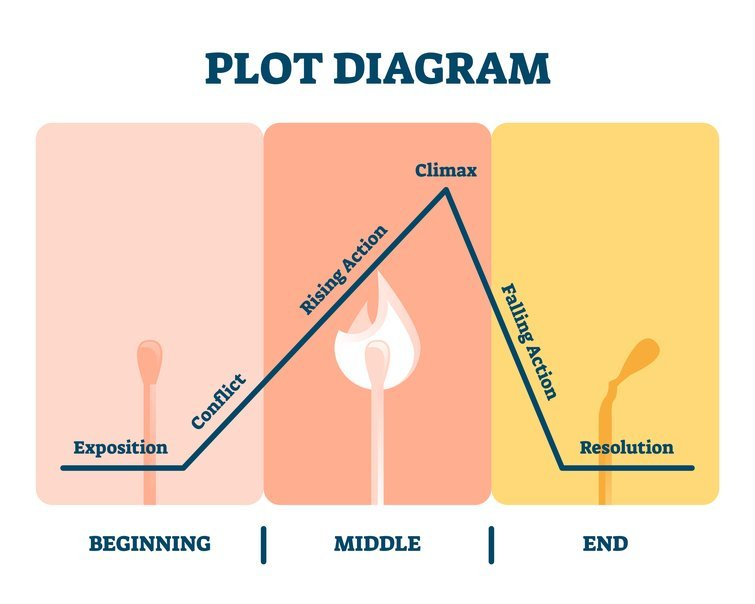 PLOT DIAGRAM
Climax
Rising Action
Falling Action
Conflict
Exposition
Resolution
BEGINNING
MIDDLE
END